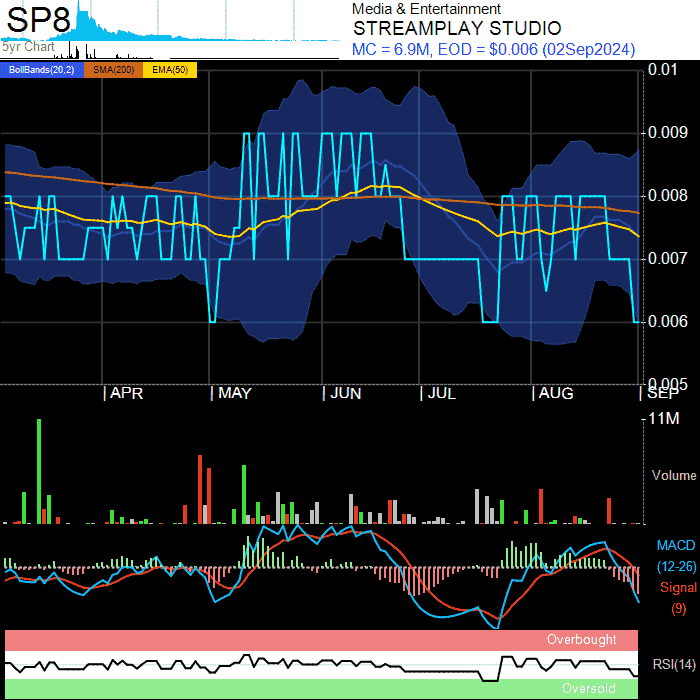 SP8
5yr Chart
Media & Entertainment
STREAMPLAY STUDIO
MC = 6.9M, EOD = $0.006 (02Sep2024)
BollBands(20,2) SMA(200) EMA(50)
0.01
0.009
0.008
0.007
0.006
0.005
APR MAY JUN JUL AUG SEP
11M
Volume
MACD
(12-26)
Signal
(9)
Overbought
RSI(14)
Oversold